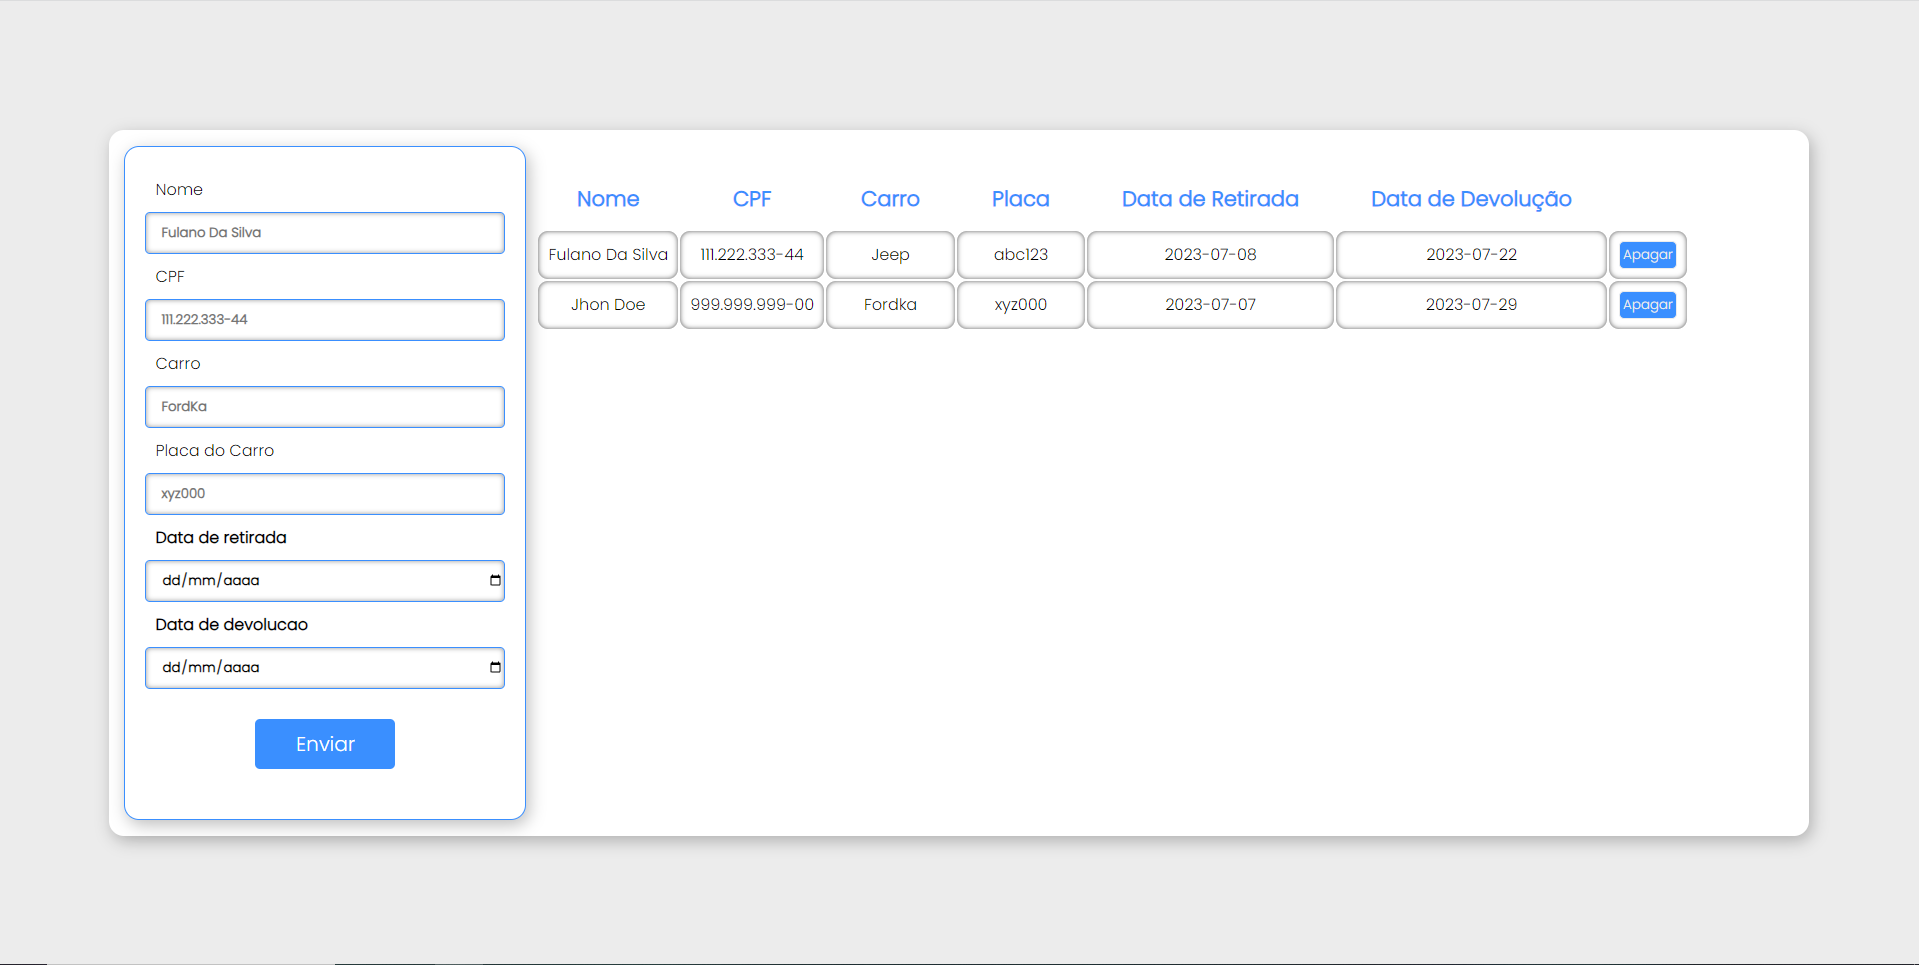 Nome
Fulano Da Silva
CPF
111.222.333-44
Carro
FordKa
Placa do Carro
xyz000
Data de retirada
dd/mm/aaaa
Data de devolucao
dd/mm/aaaa
Enviar
Nome CPF Carro Placa Data de Retirada Data de Devolução
Fulano Da Silva 111.222.333-44 Jeep abc123 2023-07-08 2023-07-22 Apagar
Jhon Doe 999.999.999-00 Fordka xyz000 2023-07-07 2023-07-29 Apagar